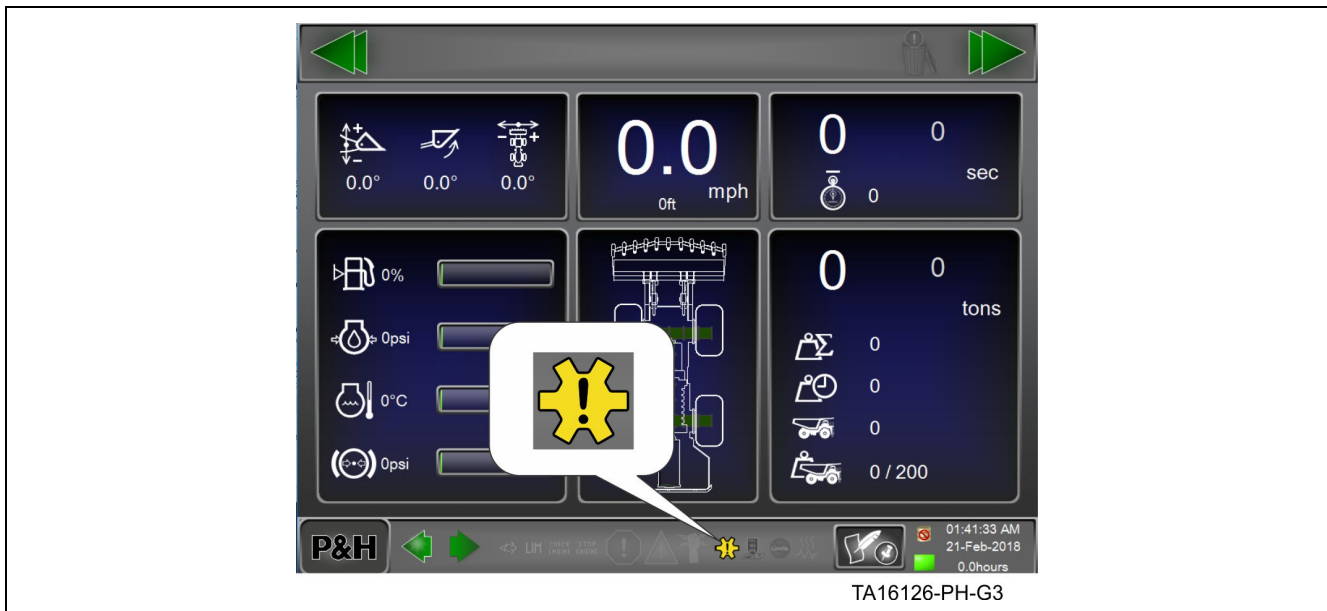 0.0° 0.0° 0.0°
0.0
mph
0ft
0 0
sec
0
0%
0psi
0°C
0psi
0 0
tons
0
0
0
0 / 200
P&H
LIM CHECK ENGINE STOP ENGINE
01:41:33 AM
21-Feb-2018
0.0hours
TA16126-PH-G3